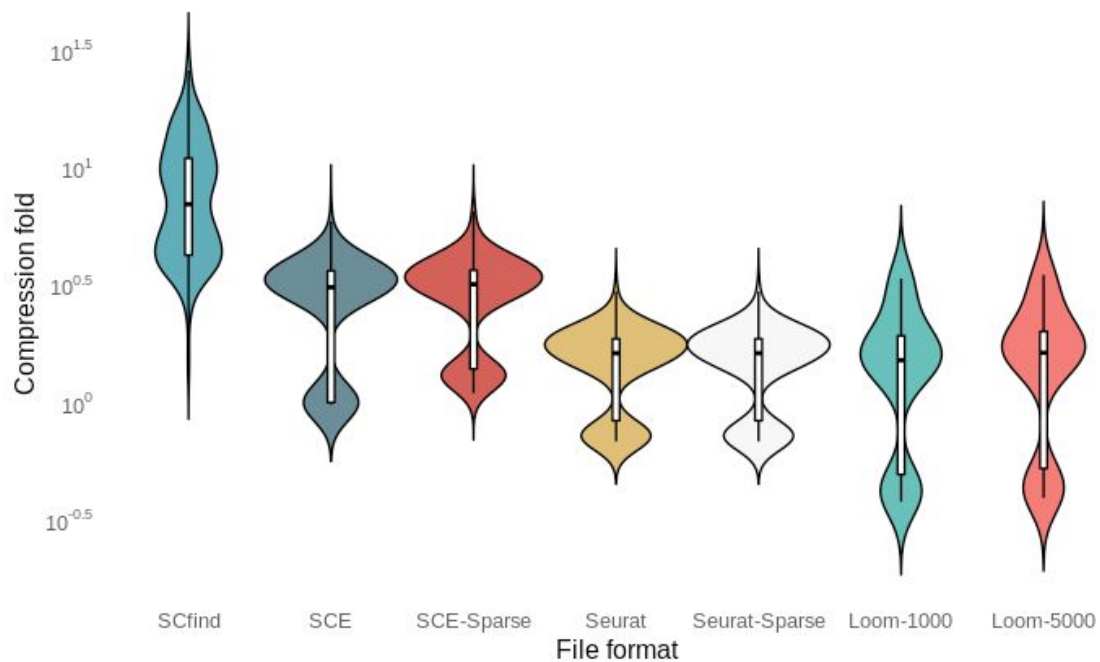 Compression fold
10^1.5
10^1
10^0.5
10^0
10^-0.5
SCfind SCE SCE-Sparse Seurat Seurat-Sparse Loom-1000 Loom-5000
File format